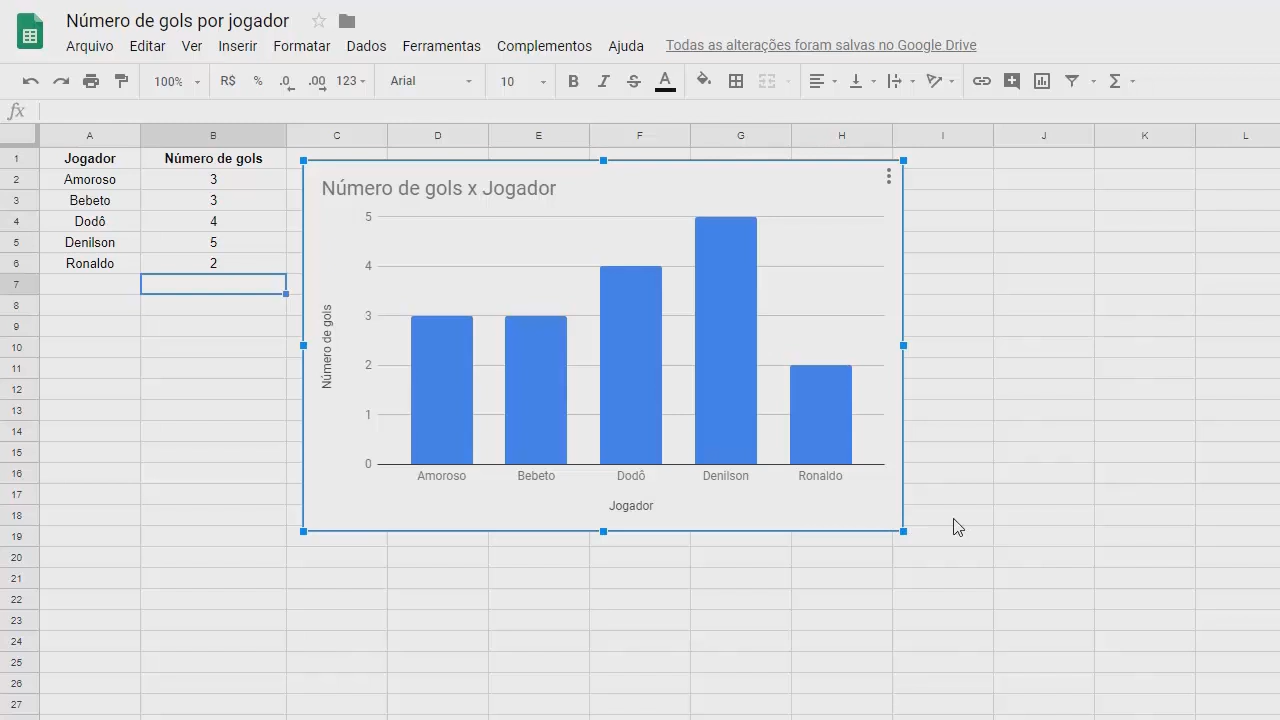 Número de gols por jogador
Arquivo Editar Ver Inserir Formatar Dados Ferramentas Complementos Ajuda Todas as alterações foram salvas no Google Drive
100% R$ % .0 .00 123 Arial 10 B I S A Σ
fx
A B C D E F G H I J K L
1 Jogador Número de gols
2 Amoroso 3
3 Bebeto 3
4 Dodô 4
5 Denilson 5
6 Ronaldo 2
7
8
9
10
11
12
13
14
15
16
17
18
19
20
21
22
23
24
25
26
27
Número de gols x Jogador
Número de gols
5
4
3
2
1
0
Amoroso Bebeto Dodô Denilson Ronaldo
Jogador